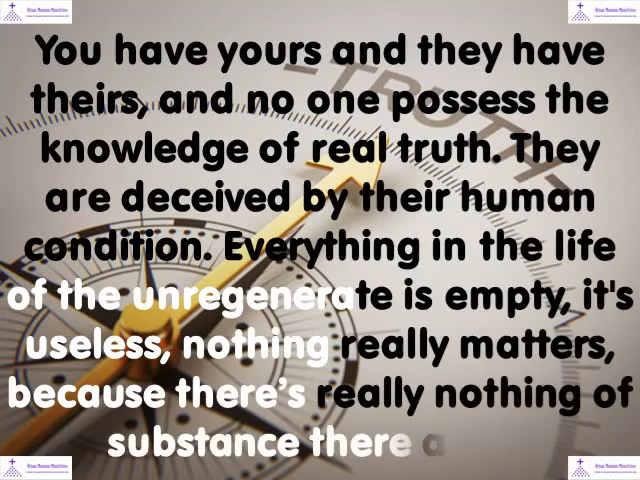 You have yours and they have
theirs, and no one possess the
knowledge of real truth. They
are deceived by their human
condition. Everything in the life
of the unregenerate is empty, it's
useless, nothing really matters,
because there’s really nothing of
substance there
TRUTH